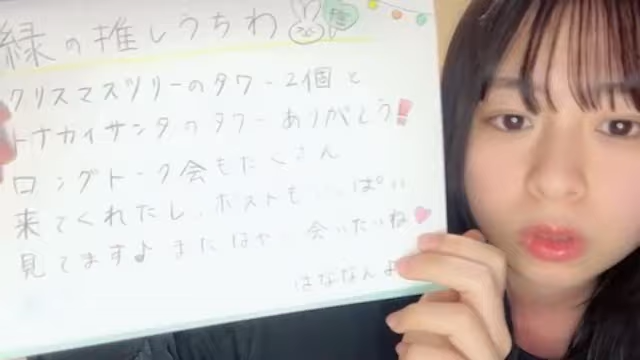 緑の推しうちわ
クリスマスツリーのタワー2個と
トナカイサンタのタワーありがとう!
ロングトーク会もたくさん
来てくれたし、ポストもいっぱい
見てます♪またはやく会いたいね
はななんよ